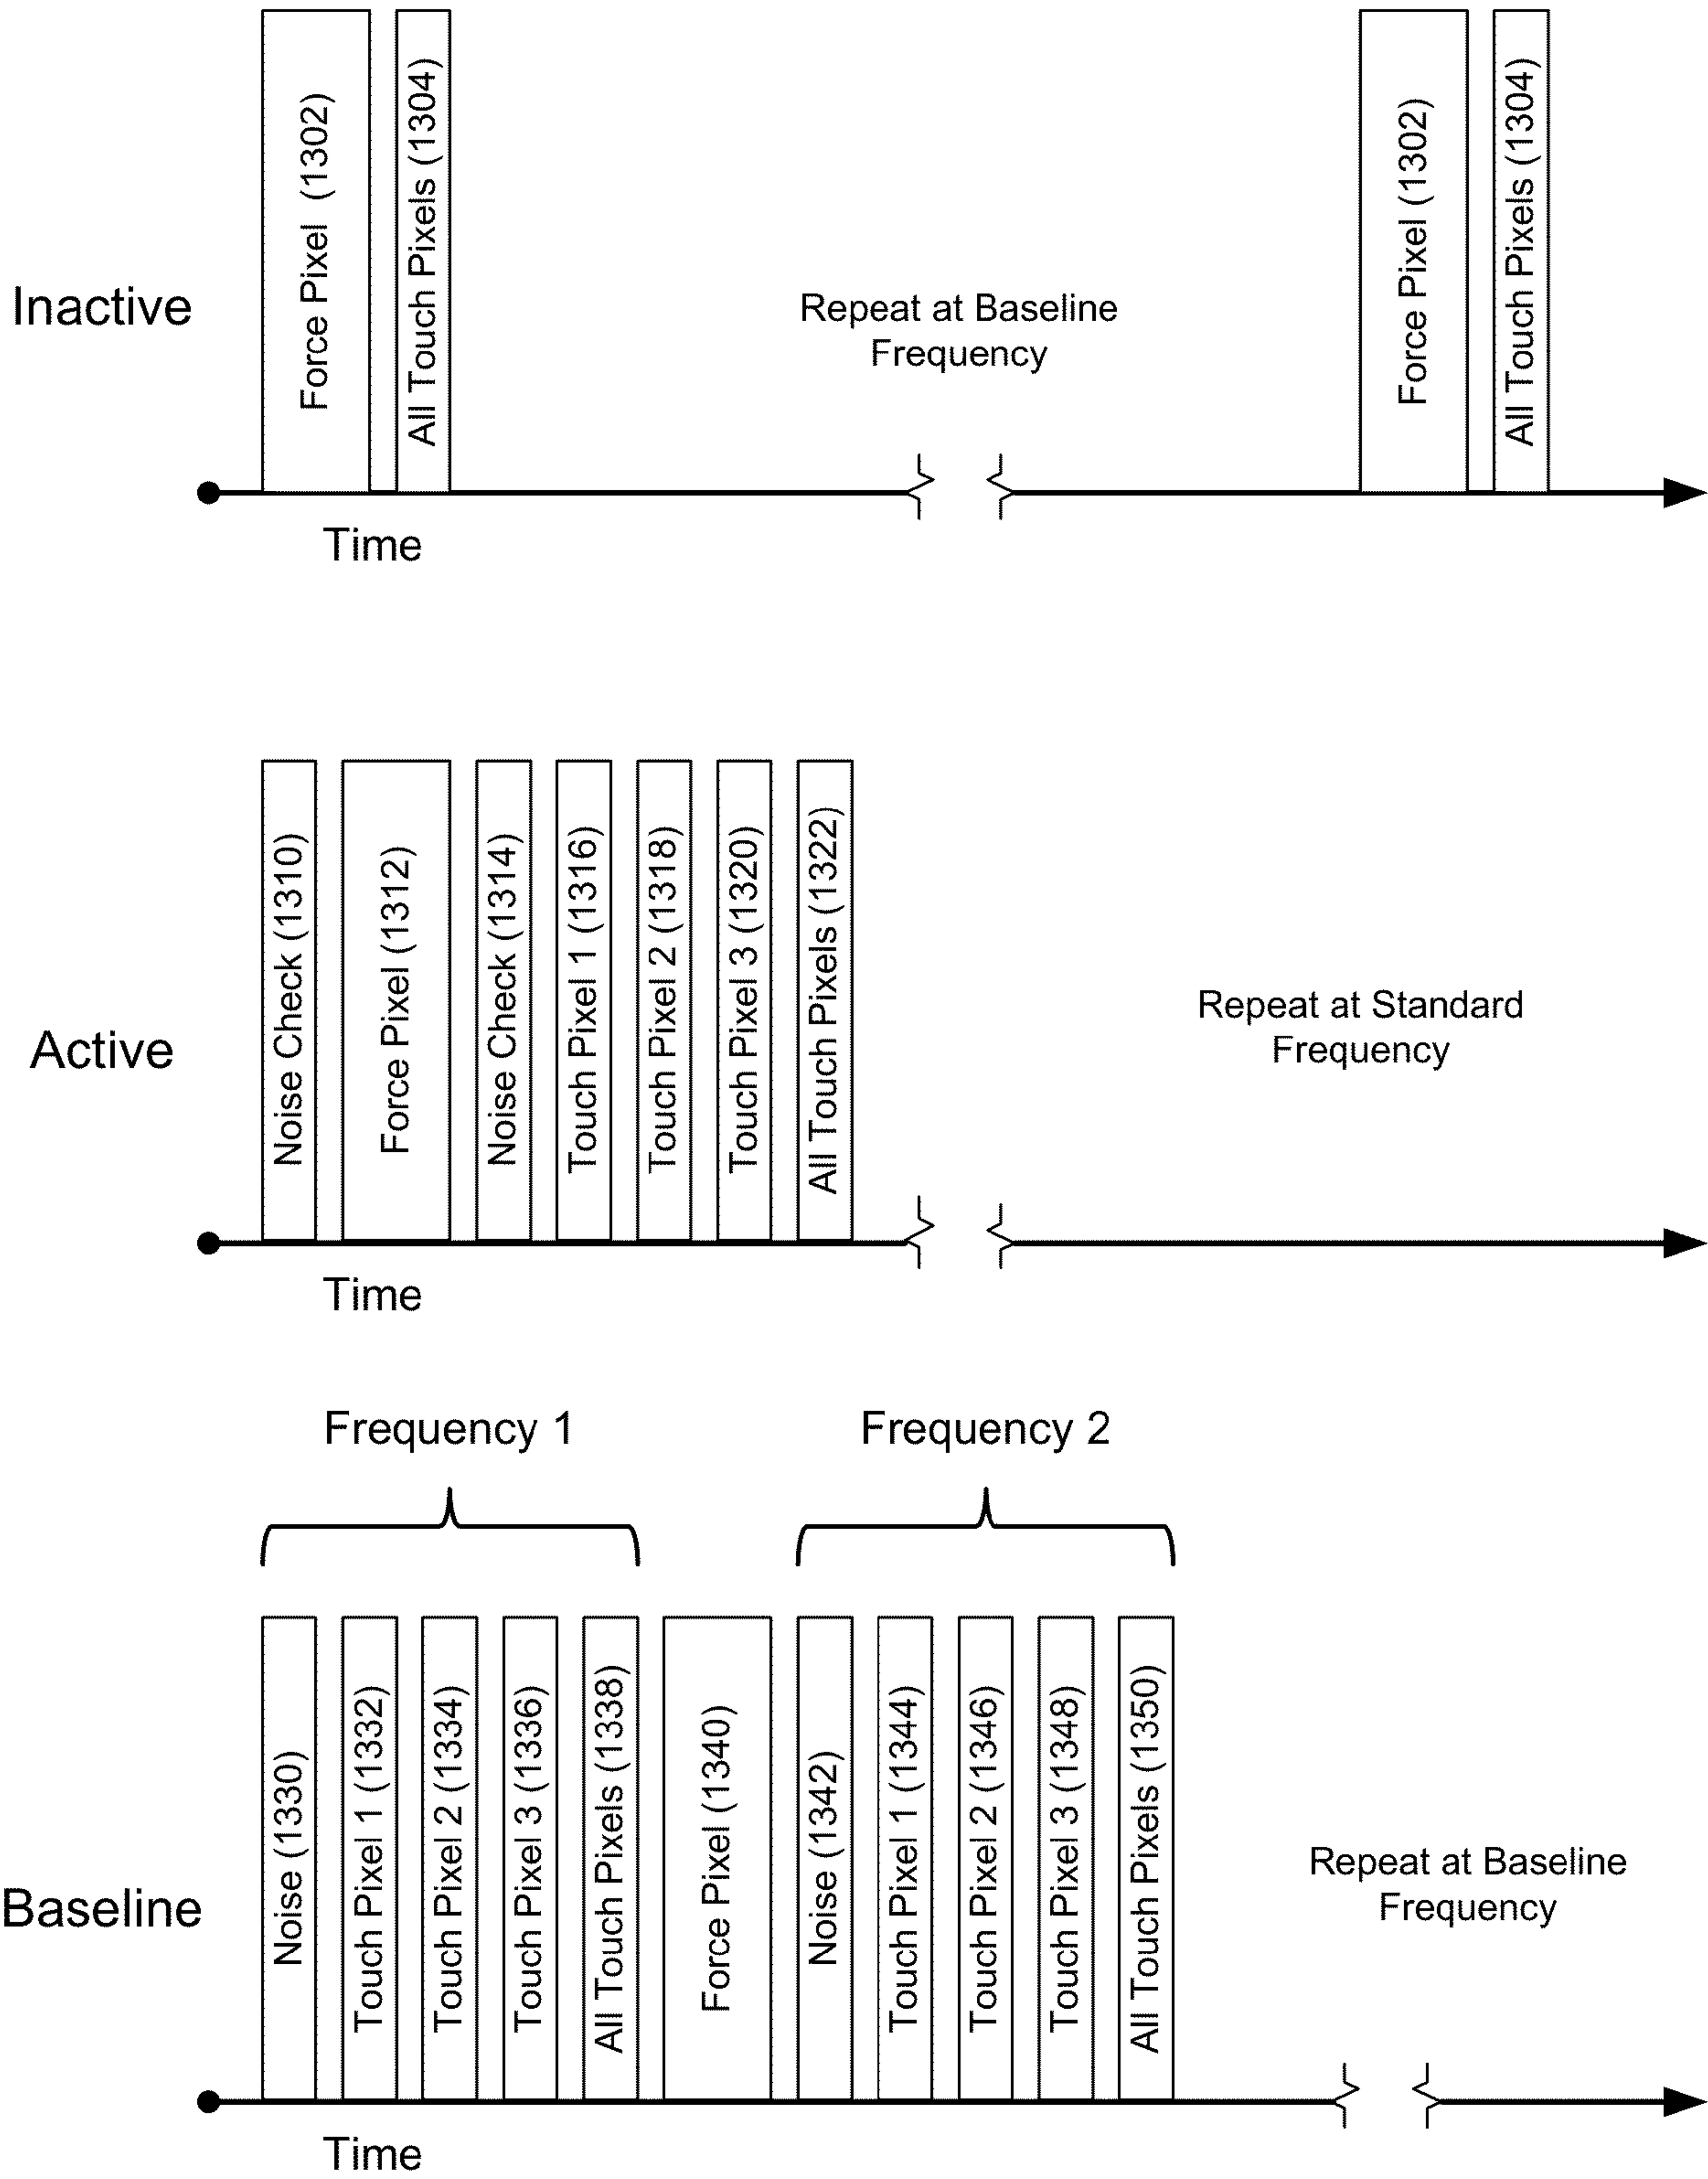 Force Pixel (1302)
All Touch Pixels (1304)
Inactive
Repeat at Baseline
Frequency
Force Pixel (1302)
All Touch Pixels (1304)
Time
Noise Check (1310)
Force Pixel (1312)
Noise Check (1314)
Touch Pixel 1 (1316)
Touch Pixel 2 (1318)
Touch Pixel 3 (1320)
All Touch Pixels (1322)
Active
Repeat at Standard
Frequency
Time
Frequency 1
Frequency 2
Noise (1330)
Touch Pixel 1 (1332)
Touch Pixel 2 (1334)
Touch Pixel 3 (1336)
All Touch Pixels (1338)
Force Pixel (1340)
Noise (1342)
Touch Pixel 1 (1344)
Touch Pixel 2 (1346)
Touch Pixel 3 (1348)
All Touch Pixels (1350)
Baseline
Repeat at Baseline
Frequency
Time